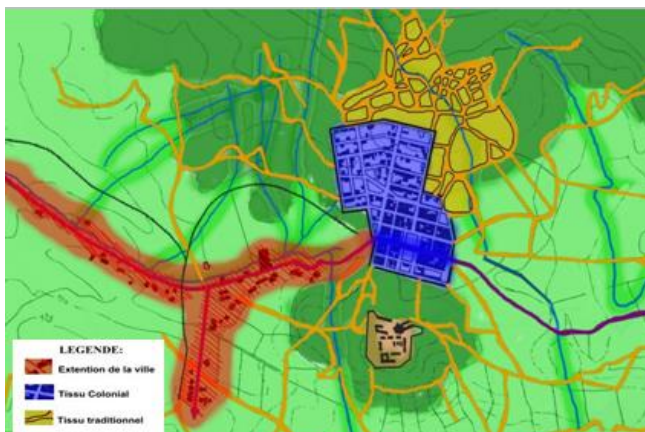 LEGENDE:
Extention de la ville
Tissu Colonial
Tissu traditionnel